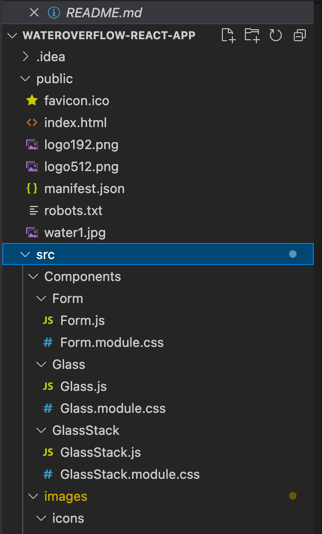 README.md
WATEROVERFLOW-REACT-APP
.idea
public
favicon.ico
<> index.html
logo192.png
logo512.png
{} manifest.json
robots.txt
water1.jpg
src
Components
Form
JS Form.js
# Form.module.css
Glass
JS Glass.js
# Glass.module.css
GlassStack
JS GlassStack.js
# GlassStack.module.css
images
icons